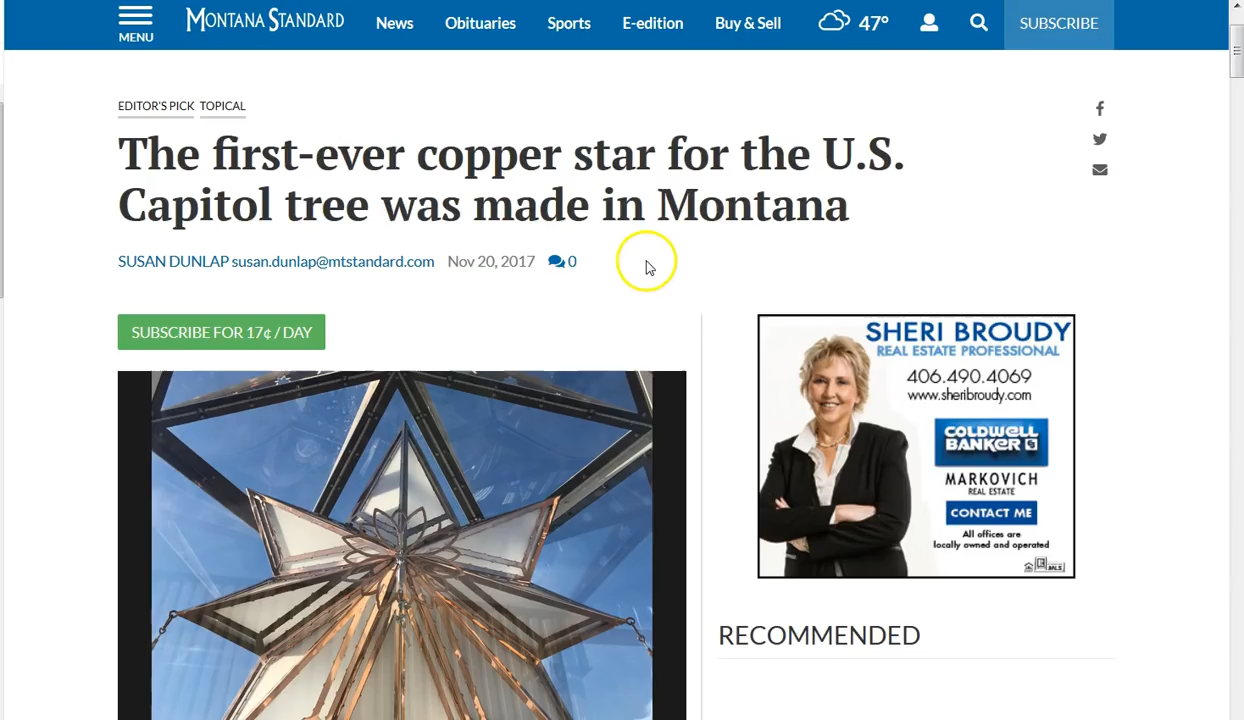 MENU
MONTANA STANDARD
News
Obituaries
Sports
E-edition
Buy & Sell
47°
SUBSCRIBE
EDITOR'S PICK TOPICAL
The first-ever copper star for the U.S.
Capitol tree was made in Montana
SUSAN DUNLAP susan.dunlap@mtstandard.com Nov 20, 2017 0
SUBSCRIBE FOR 17¢ / DAY
SHERI BROUDY
REAL ESTATE PROFESSIONAL
406.490.4069
www.sheribroudy.com
COLDWELL
BANKER
MARKOVICH
REAL ESTATE
CONTACT ME
All offices are
locally owned and operated
RECOMMENDED